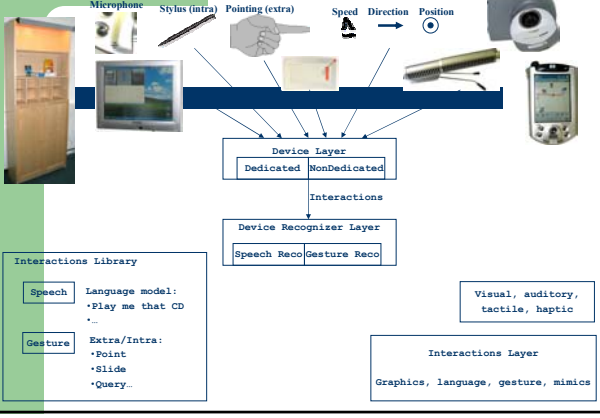 Microphone
Stylus (intra)
Pointing (extra)
Speed
Direction
Position
Device Layer
Dedicated
NonDedicated
Interactions
Device Recognizer Layer
Speech Reco
Gesture Reco
Interactions Library
Speech
Language model:
•Play me that CD
•…
Gesture
Extra/Intra:
•Point
•Slide
•Query…
Visual, auditory,
tactile, haptic
Interactions Layer
Graphics, language, gesture, mimics